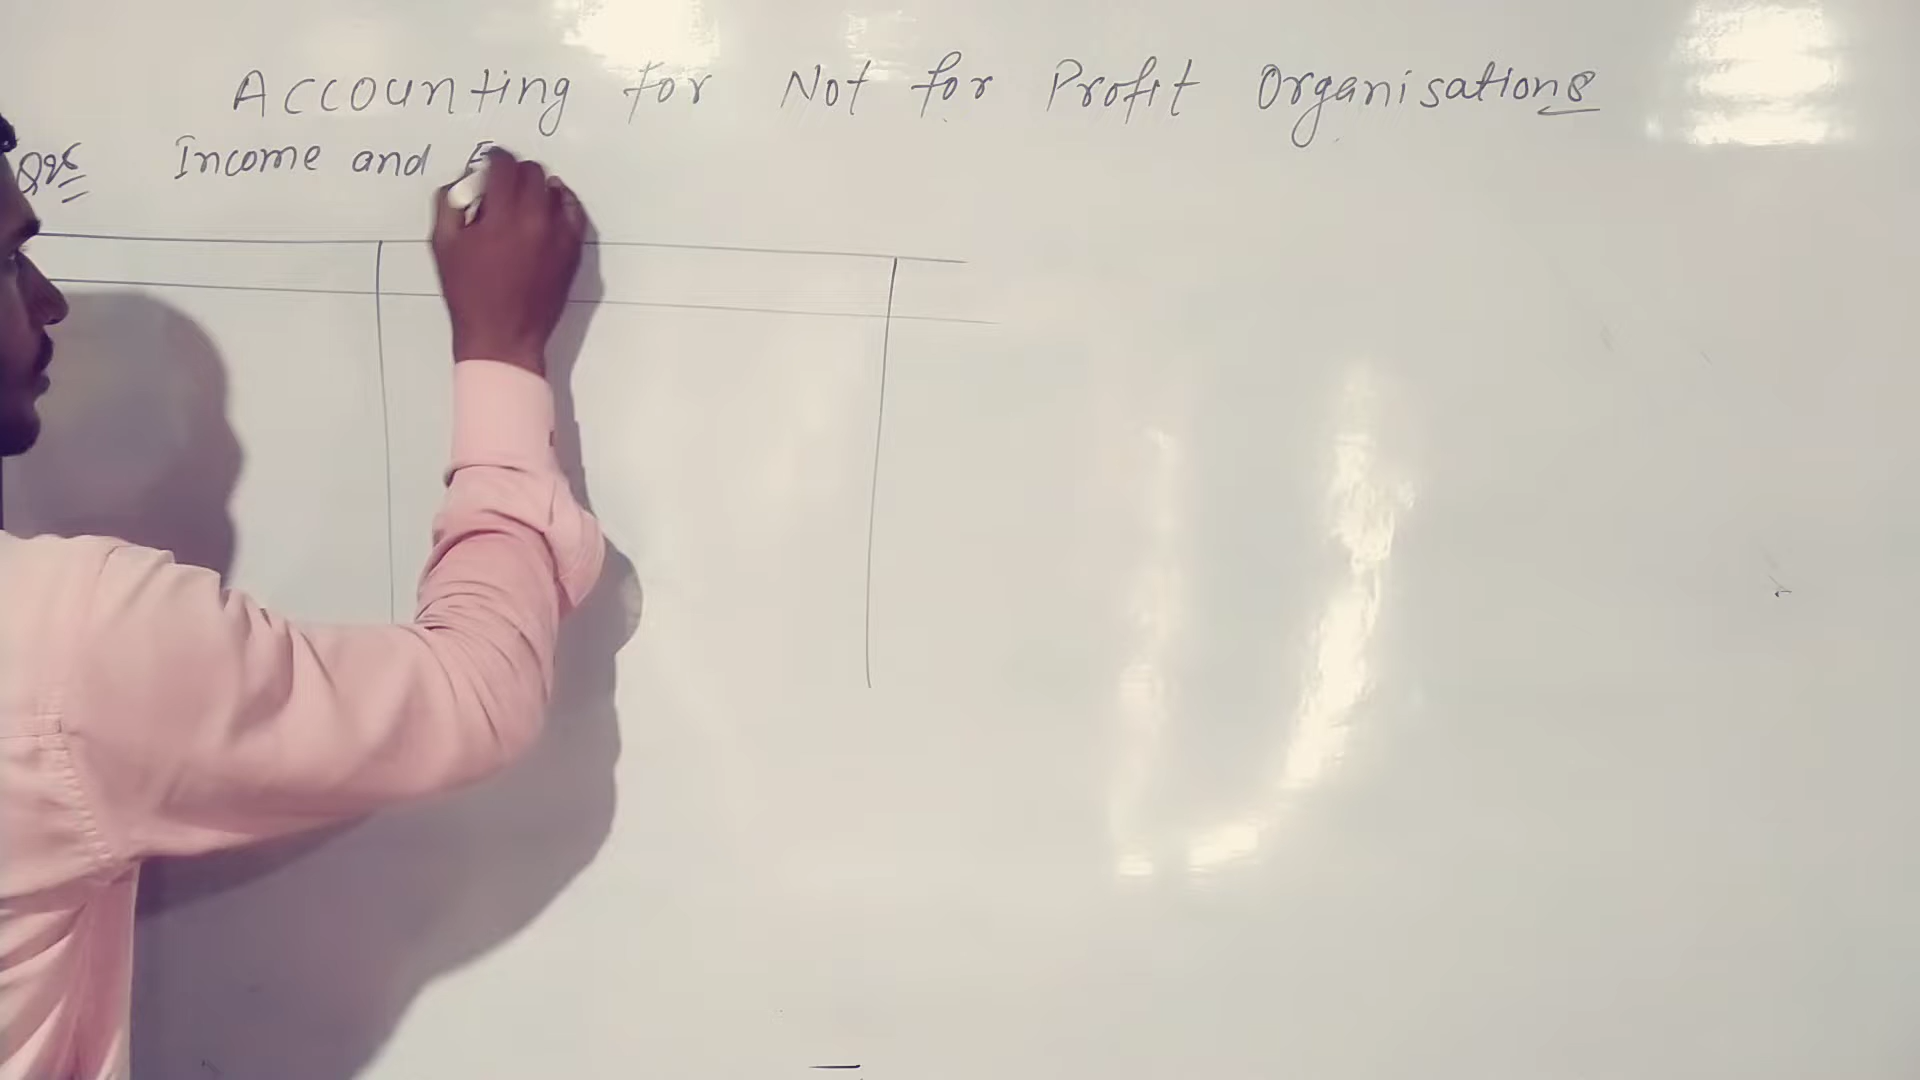 Accounting for Not for Profit Organisations
Income and E